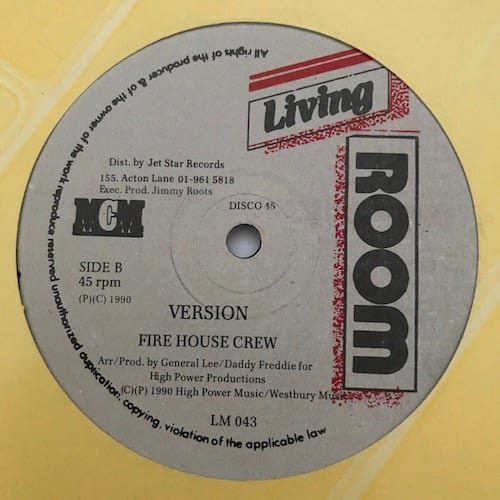 All rights of the producer & of the owner of the work reproduce reserved unauthorized duplication, copying, violation of the applicable law
Living
ROOM
Dist. by Jet Star Records
155. Acton Lane 01-961 5818
Exec. Prod. Jimmy Roots
MCM
DISCO 45
SIDE B
45 rpm
(P)(C) 1990
VERSION
FIRE HOUSE CREW
Arr/Prod. by General Lee/Daddy Freddie for
High Power Productions
(C)(P) 1990 High Power Music/Westbury Music
LM 043